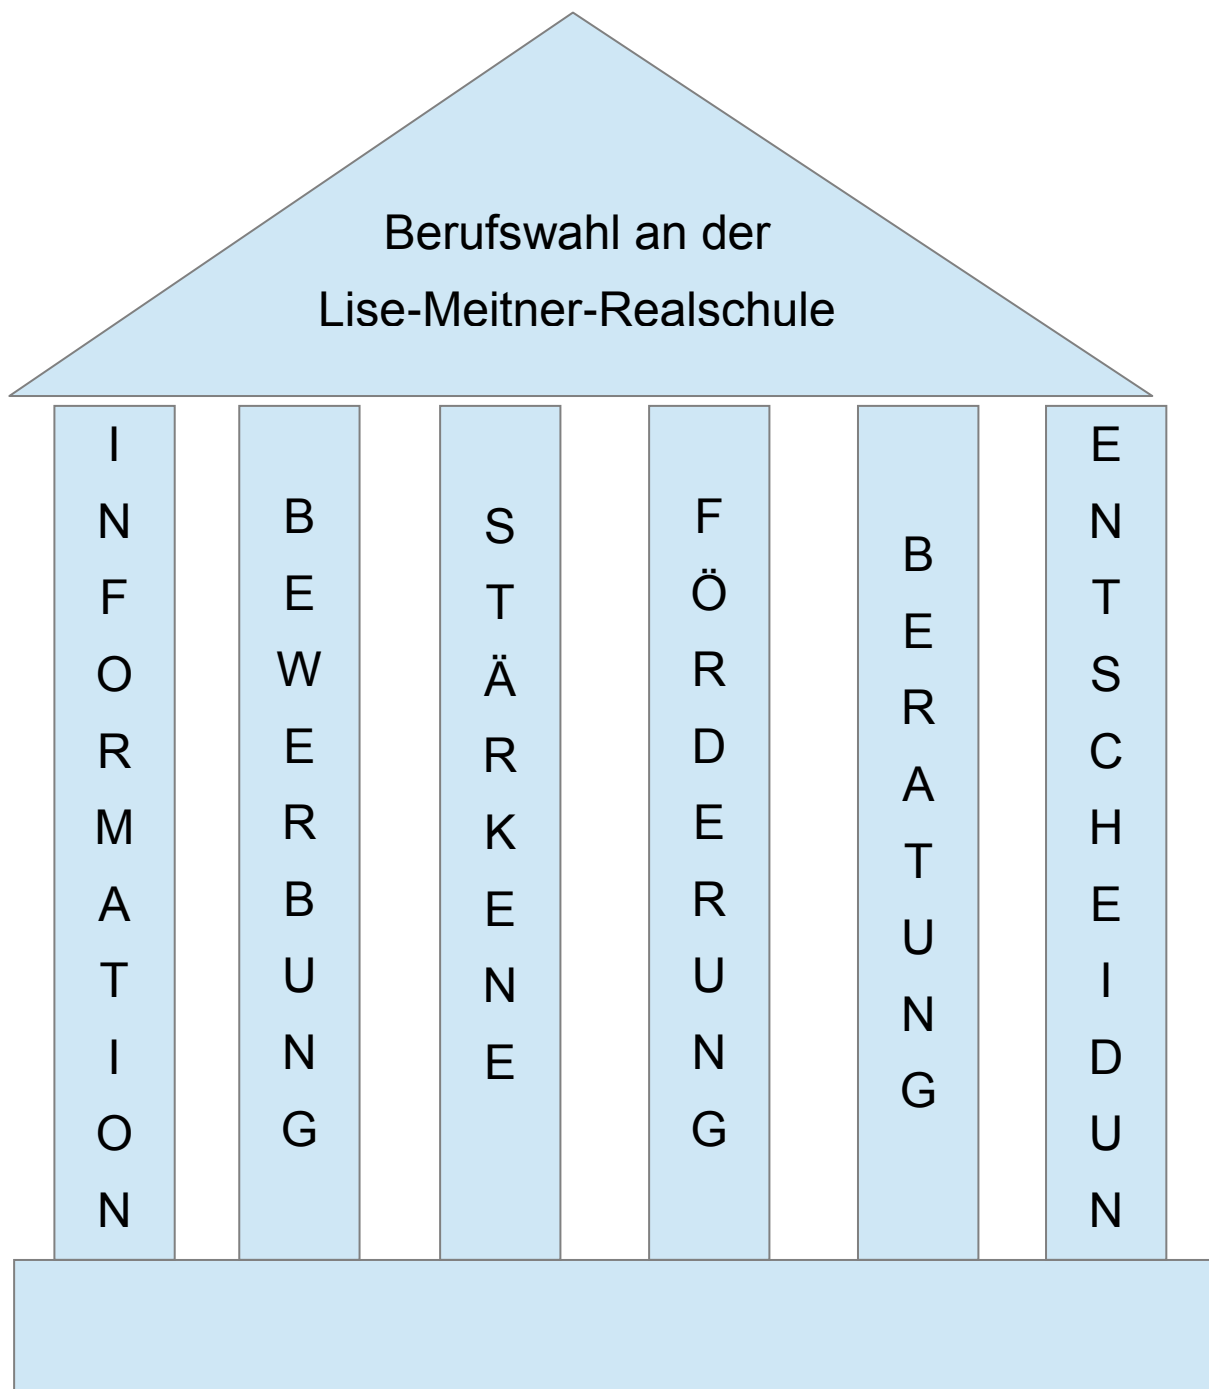 Berufswahl an der
Lise-Meitner-Realschule
INFORMATION
BEWERBUNG
STÄRKENE
FÖRDERUNG
BERATUNG
ENTSCHEIDUN